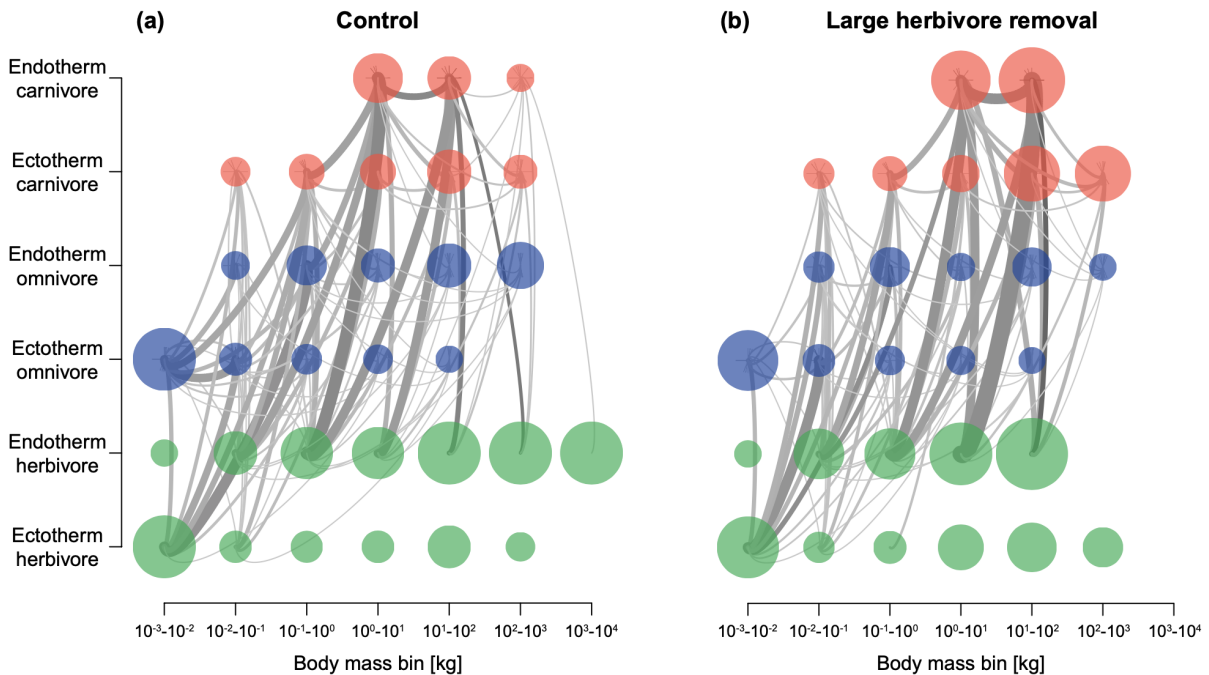 (a) Control
(b) Large herbivore removal
Endotherm
carnivore
Ectotherm
carnivore
Endotherm
omnivore
Ectotherm
omnivore
Endotherm
herbivore
Ectotherm
herbivore
10⁻³-10⁻² 10⁻²-10⁻¹ 10⁻¹-10⁰ 10⁰-10¹ 10¹-10² 10²-10³ 10³-10⁴
Body mass bin [kg]
10⁻³-10⁻² 10⁻²-10⁻¹ 10⁻¹-10⁰ 10⁰-10¹ 10¹-10² 10²-10³ 10³-10⁴
Body mass bin [kg]